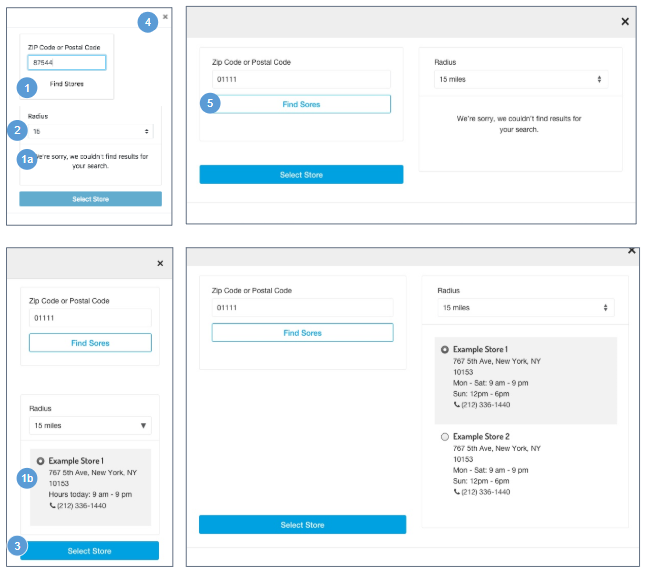 4
ZIP Code or Postal Code
87544
1
Find Stores
Radius
2
16
1a
We're sorry, we couldn't find results for
your search.
Select Store
Zip Code or Postal Code
01111
5
Find Sores
Select Store
Radius
15 miles
We're sorry, we couldn't find results for
your search.
Zip Code or Postal Code
01111
Find Sores
Radius
15 miles
Example Store 1
767 5th Ave, New York, NY
1b
10153
Hours today: 9 am - 9 pm
(212) 336-1440
3
Select Store
Zip Code or Postal Code
01111
Find Sores
Select Store
Radius
15 miles
Example Store 1
767 5th Ave, New York, NY
10153
Mon - Sat: 9 am - 9 pm
Sun: 12pm - 6pm
(212) 336-1440
Example Store 2
767 5th Ave, New York, NY
10153
Mon - Sat: 9 am - 9 pm
Sun: 12pm - 6pm
(212) 336-1440